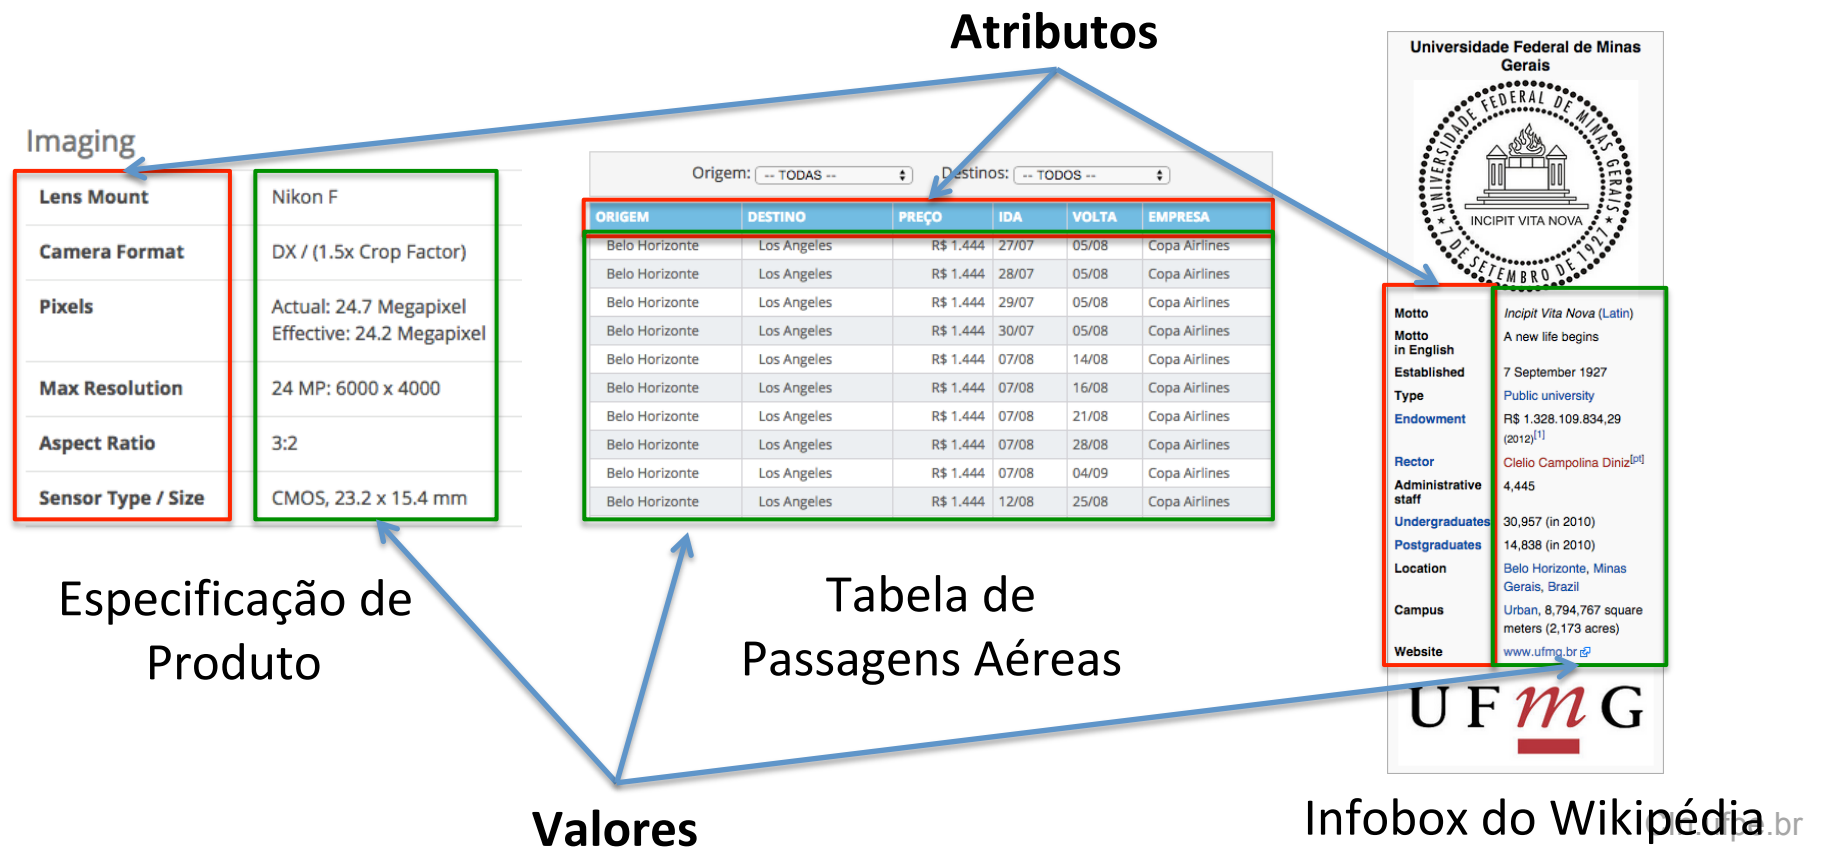 Atributos
Imaging
Lens Mount Nikon F
Camera Format DX / (1.5x Crop Factor)
Pixels Actual: 24.7 Megapixel
Effective: 24.2 Megapixel
Max Resolution 24 MP: 6000 x 4000
Aspect Ratio 3:2
Sensor Type / Size CMOS, 23.2 x 15.4 mm
Especificação de
Produto
Origem: -- TODAS -- Destinos: -- TODOS --
ORIGEM DESTINO PREÇO IDA VOLTA EMPRESA
Belo Horizonte Los Angeles R$ 1.444 27/07 05/08 Copa Airlines
Belo Horizonte Los Angeles R$ 1.444 28/07 05/08 Copa Airlines
Belo Horizonte Los Angeles R$ 1.444 29/07 05/08 Copa Airlines
Belo Horizonte Los Angeles R$ 1.444 30/07 05/08 Copa Airlines
Belo Horizonte Los Angeles R$ 1.444 07/08 14/08 Copa Airlines
Belo Horizonte Los Angeles R$ 1.444 07/08 16/08 Copa Airlines
Belo Horizonte Los Angeles R$ 1.444 07/08 21/08 Copa Airlines
Belo Horizonte Los Angeles R$ 1.444 07/08 28/08 Copa Airlines
Belo Horizonte Los Angeles R$ 1.444 07/08 04/09 Copa Airlines
Belo Horizonte Los Angeles R$ 1.444 12/08 25/08 Copa Airlines
Tabela de
Passagens Aéreas
Universidade Federal de Minas
Gerais
UNIVERSIDADE FEDERAL DE MINAS GERAIS
INCIPIT VITA NOVA
★ 7 DE SETEMBRO DE 1927 ★
Motto Incipit Vita Nova (Latin)
Motto A new life begins
in English
Established 7 September 1927
Type Public university
Endowment R$ 1.328.109.834,29
(2012)[1]
Rector Clelio Campolina Diniz[pt]
Administrative 4,445
staff
Undergraduates 30,957 (in 2010)
Postgraduates 14,838 (in 2010)
Location Belo Horizonte, Minas
Gerais, Brazil
Campus Urban, 8,794,767 square
meters (2,173 acres)
Website www.ufmg.br
UFmG
Infobox do Wikipédia
Valores